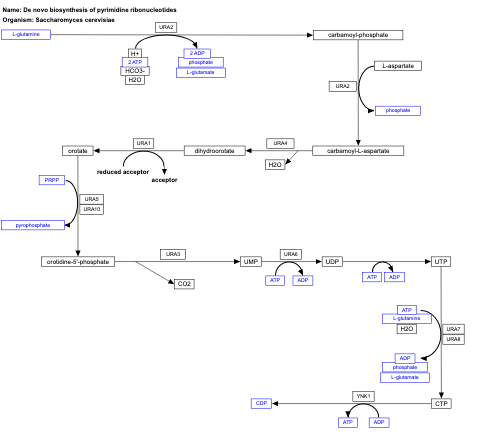 Name: De novo biosynthesis of pyrimidine ribonucleotides
Organism: Saccharomyces cerevisiae
URA2
L-glutamine
carbamoyl-phosphate
H+
2 ATP
HCO3-
H2O
2 ADP
phosphate
L-glutamate
L-aspartate
URA2
phosphate
orotate
URA1
dihydroorotate
URA4
carbamoyl-L-aspartate
H2O
reduced acceptor
acceptor
PRPP
URA5
URA10
pyrophosphate
orotidine-5'-phosphate
URA3
CO2
UMP
URA6
ATP
ADP
UDP
ATP
ADP
UTP
ATP
L-glutamine
H2O
URA7
URA8
ADP
phosphate
L-glutamate
CDP
YNK1
CTP
ATP
ADP